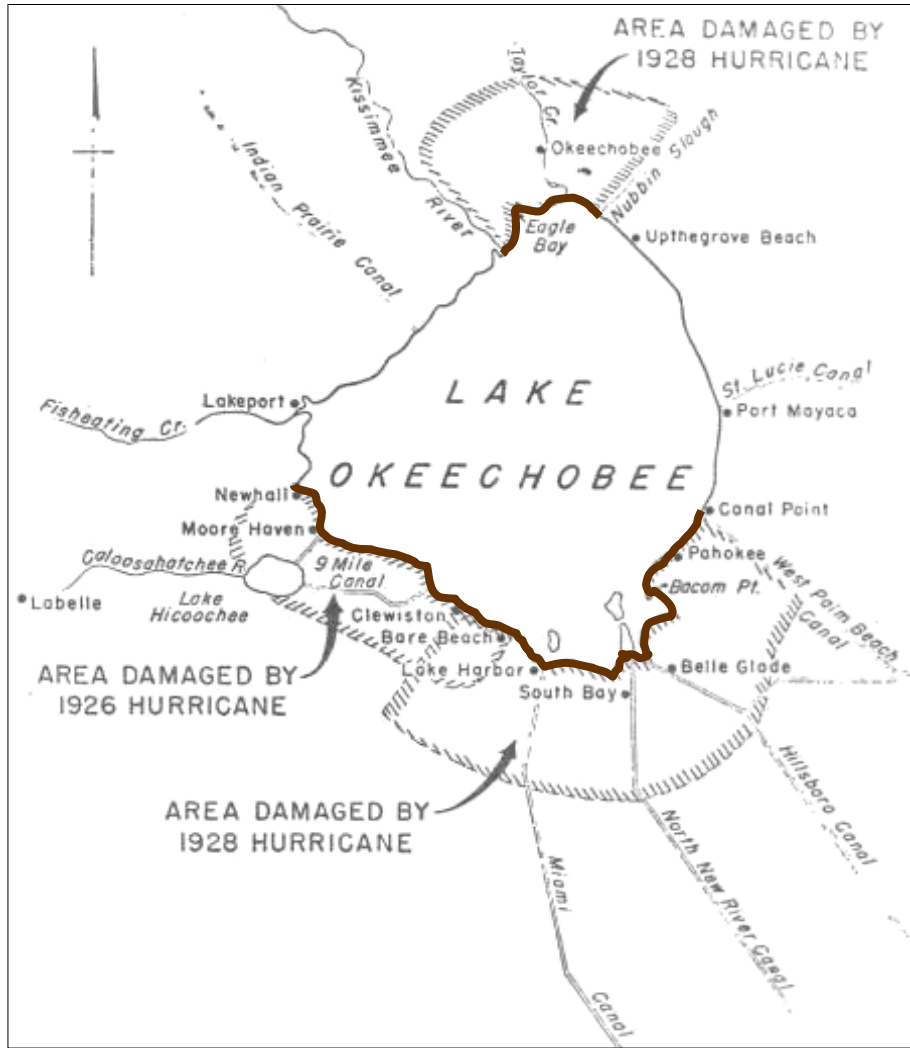 AREA DAMAGED BY
1928 HURRICANE
Taylor Cr.
Kissimmee
River
Okeechobee
Nubbin Slough
Indian Prairie Canal
Eagle
Bay
Upthegrove Beach
LAKE
OKEECHOBEE
St. Lucie Canal
Lakeport
Port Mayaca
Fisheating Cr.
Newhall
Canal Point
Moore Haven
Pahokee
Caloosahatchee R.
9 Mile
Canal
Bacom Pt.
West Palm Beach
Canal
Labelle
Lake
Hicoochee
Clewiston
Bare Beach
Lake Harbor
Belle Glade
South Bay
AREA DAMAGED BY
1926 HURRICANE
Hillsboro Canal
AREA DAMAGED BY
1928 HURRICANE
North New River Canal
Miami
Canal